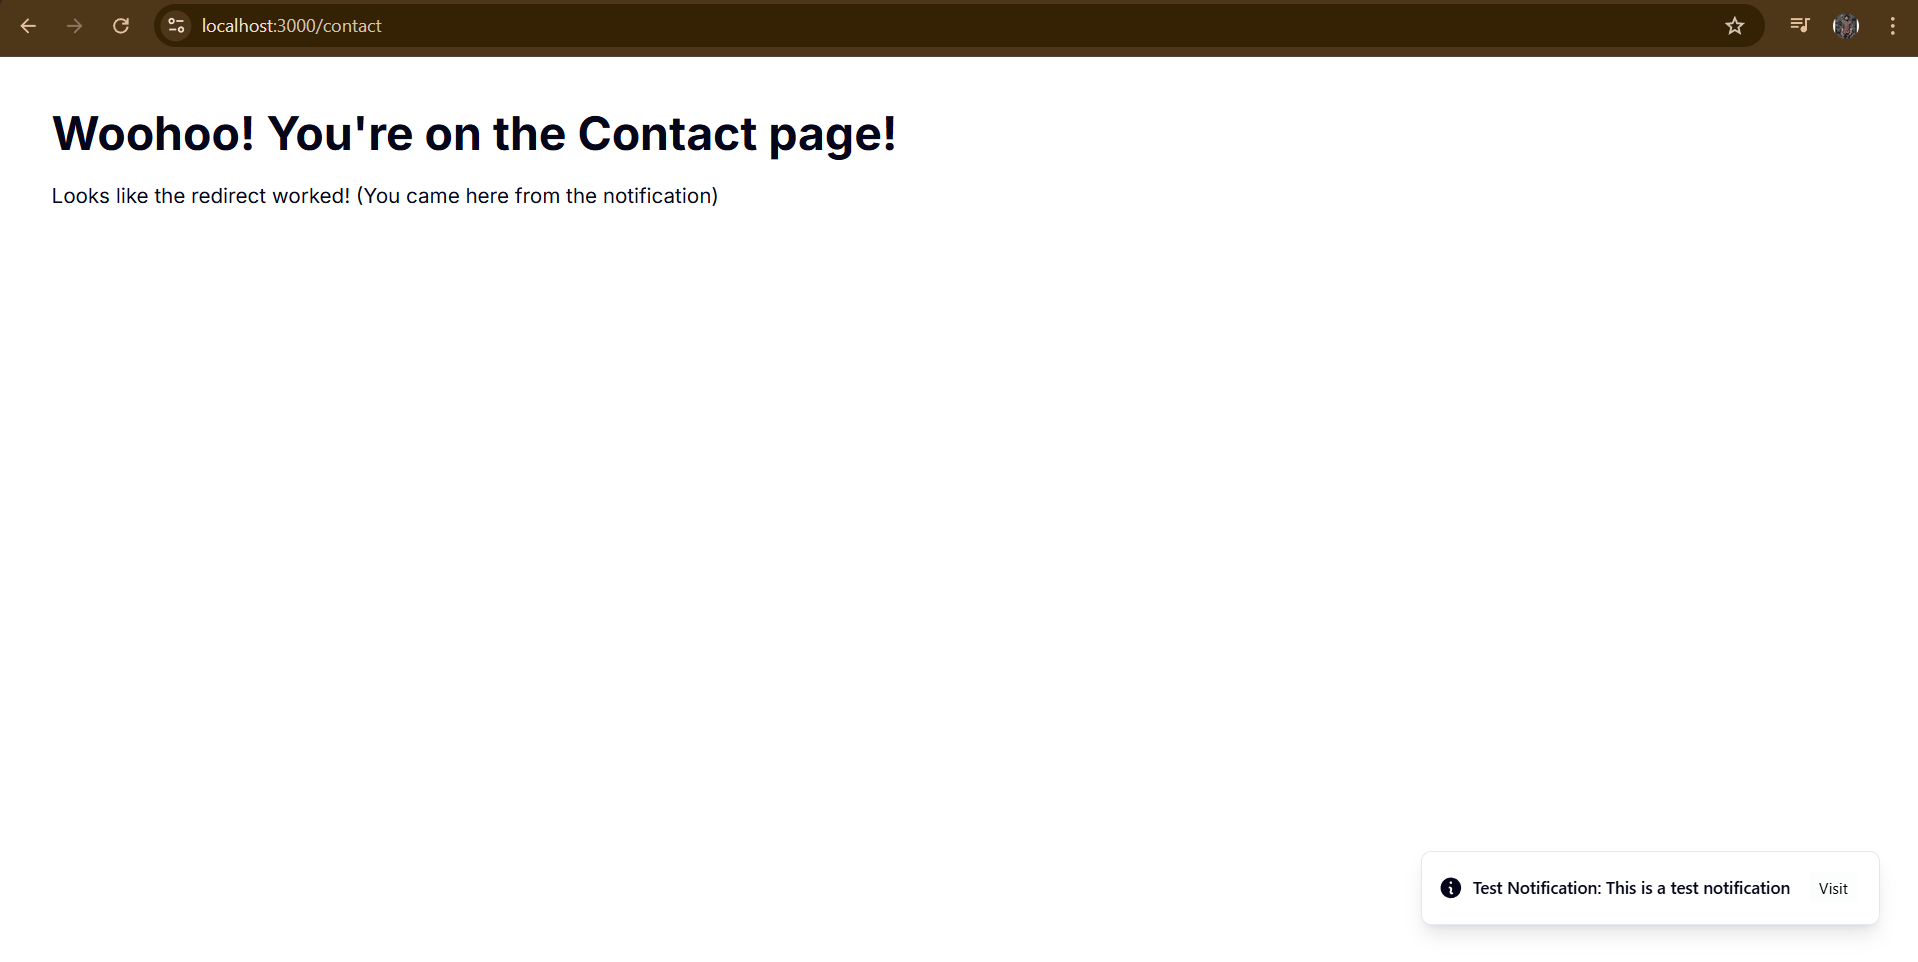 localhost:3000/contact
Woohoo! You're on the Contact page!
Looks like the redirect worked! (You came here from the notification)
Test Notification: This is a test notification Visit